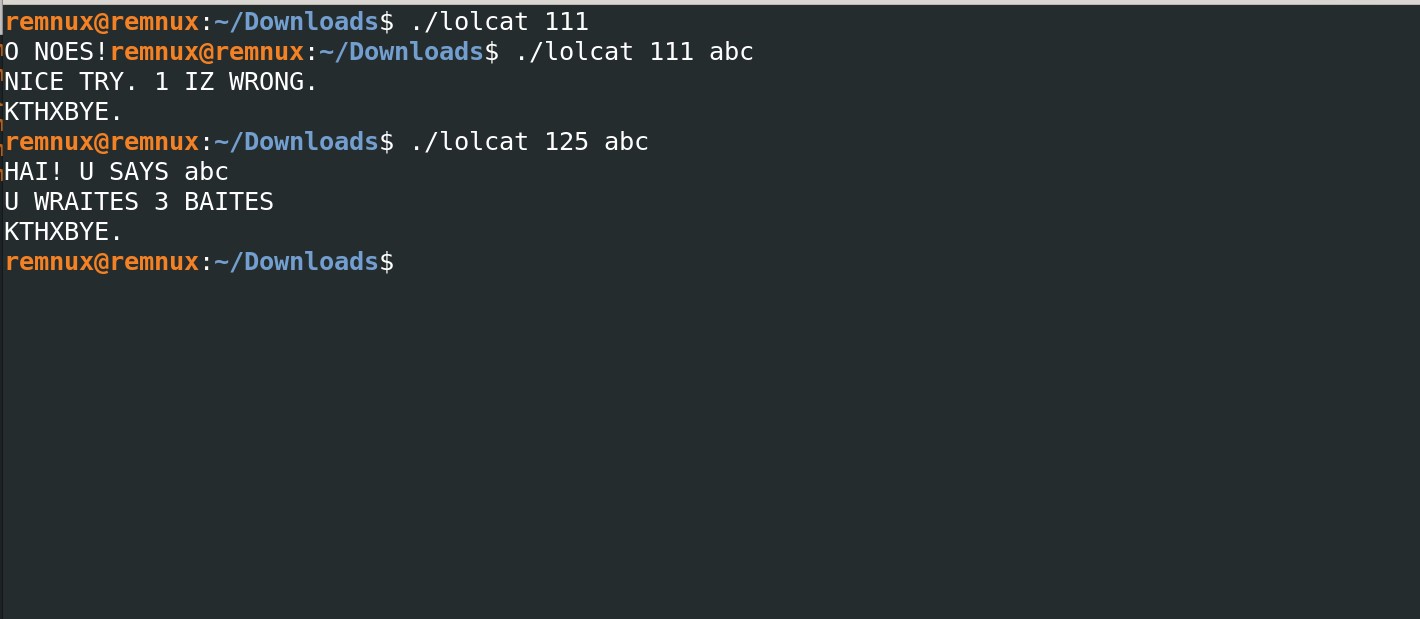 remnux@remnux:~/Downloads$ ./lolcat 111
O NOES!remnux@remnux:~/Downloads$ ./lolcat 111 abc
NICE TRY. 1 IZ WRONG.
KTHXBYE.
remnux@remnux:~/Downloads$ ./lolcat 125 abc
HAI! U SAYS abc
U WRAITES 3 BAITES
KTHXBYE.
remnux@remnux:~/Downloads$